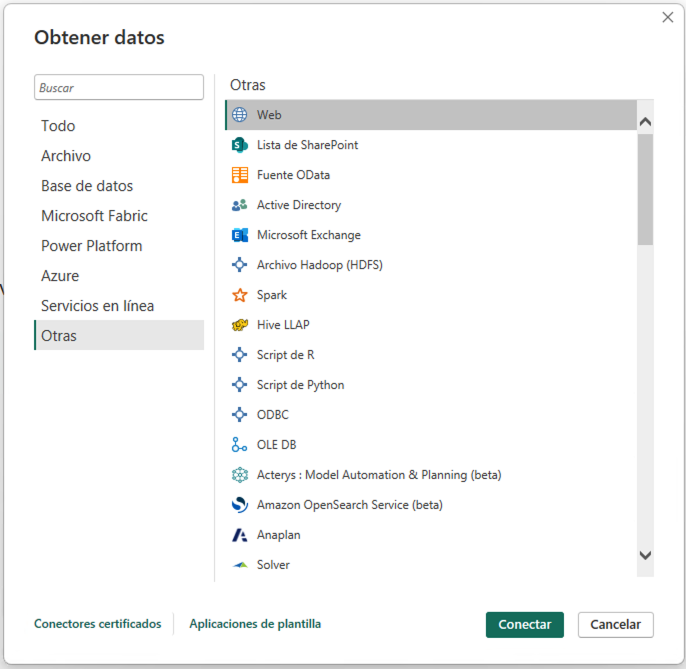 Obtener datos
Buscar
Todo
Archivo
Base de datos
Microsoft Fabric
Power Platform
Azure
Servicios en línea
Otras
Otras
Web
Lista de SharePoint
Fuente OData
Active Directory
Microsoft Exchange
Archivo Hadoop (HDFS)
Spark
Hive LLAP
Script de R
Script de Python
ODBC
OLE DB
Acterys : Model Automation & Planning (beta)
Amazon OpenSearch Service (beta)
Anaplan
Solver
Conectores certificados
Aplicaciones de plantilla
Conectar
Cancelar